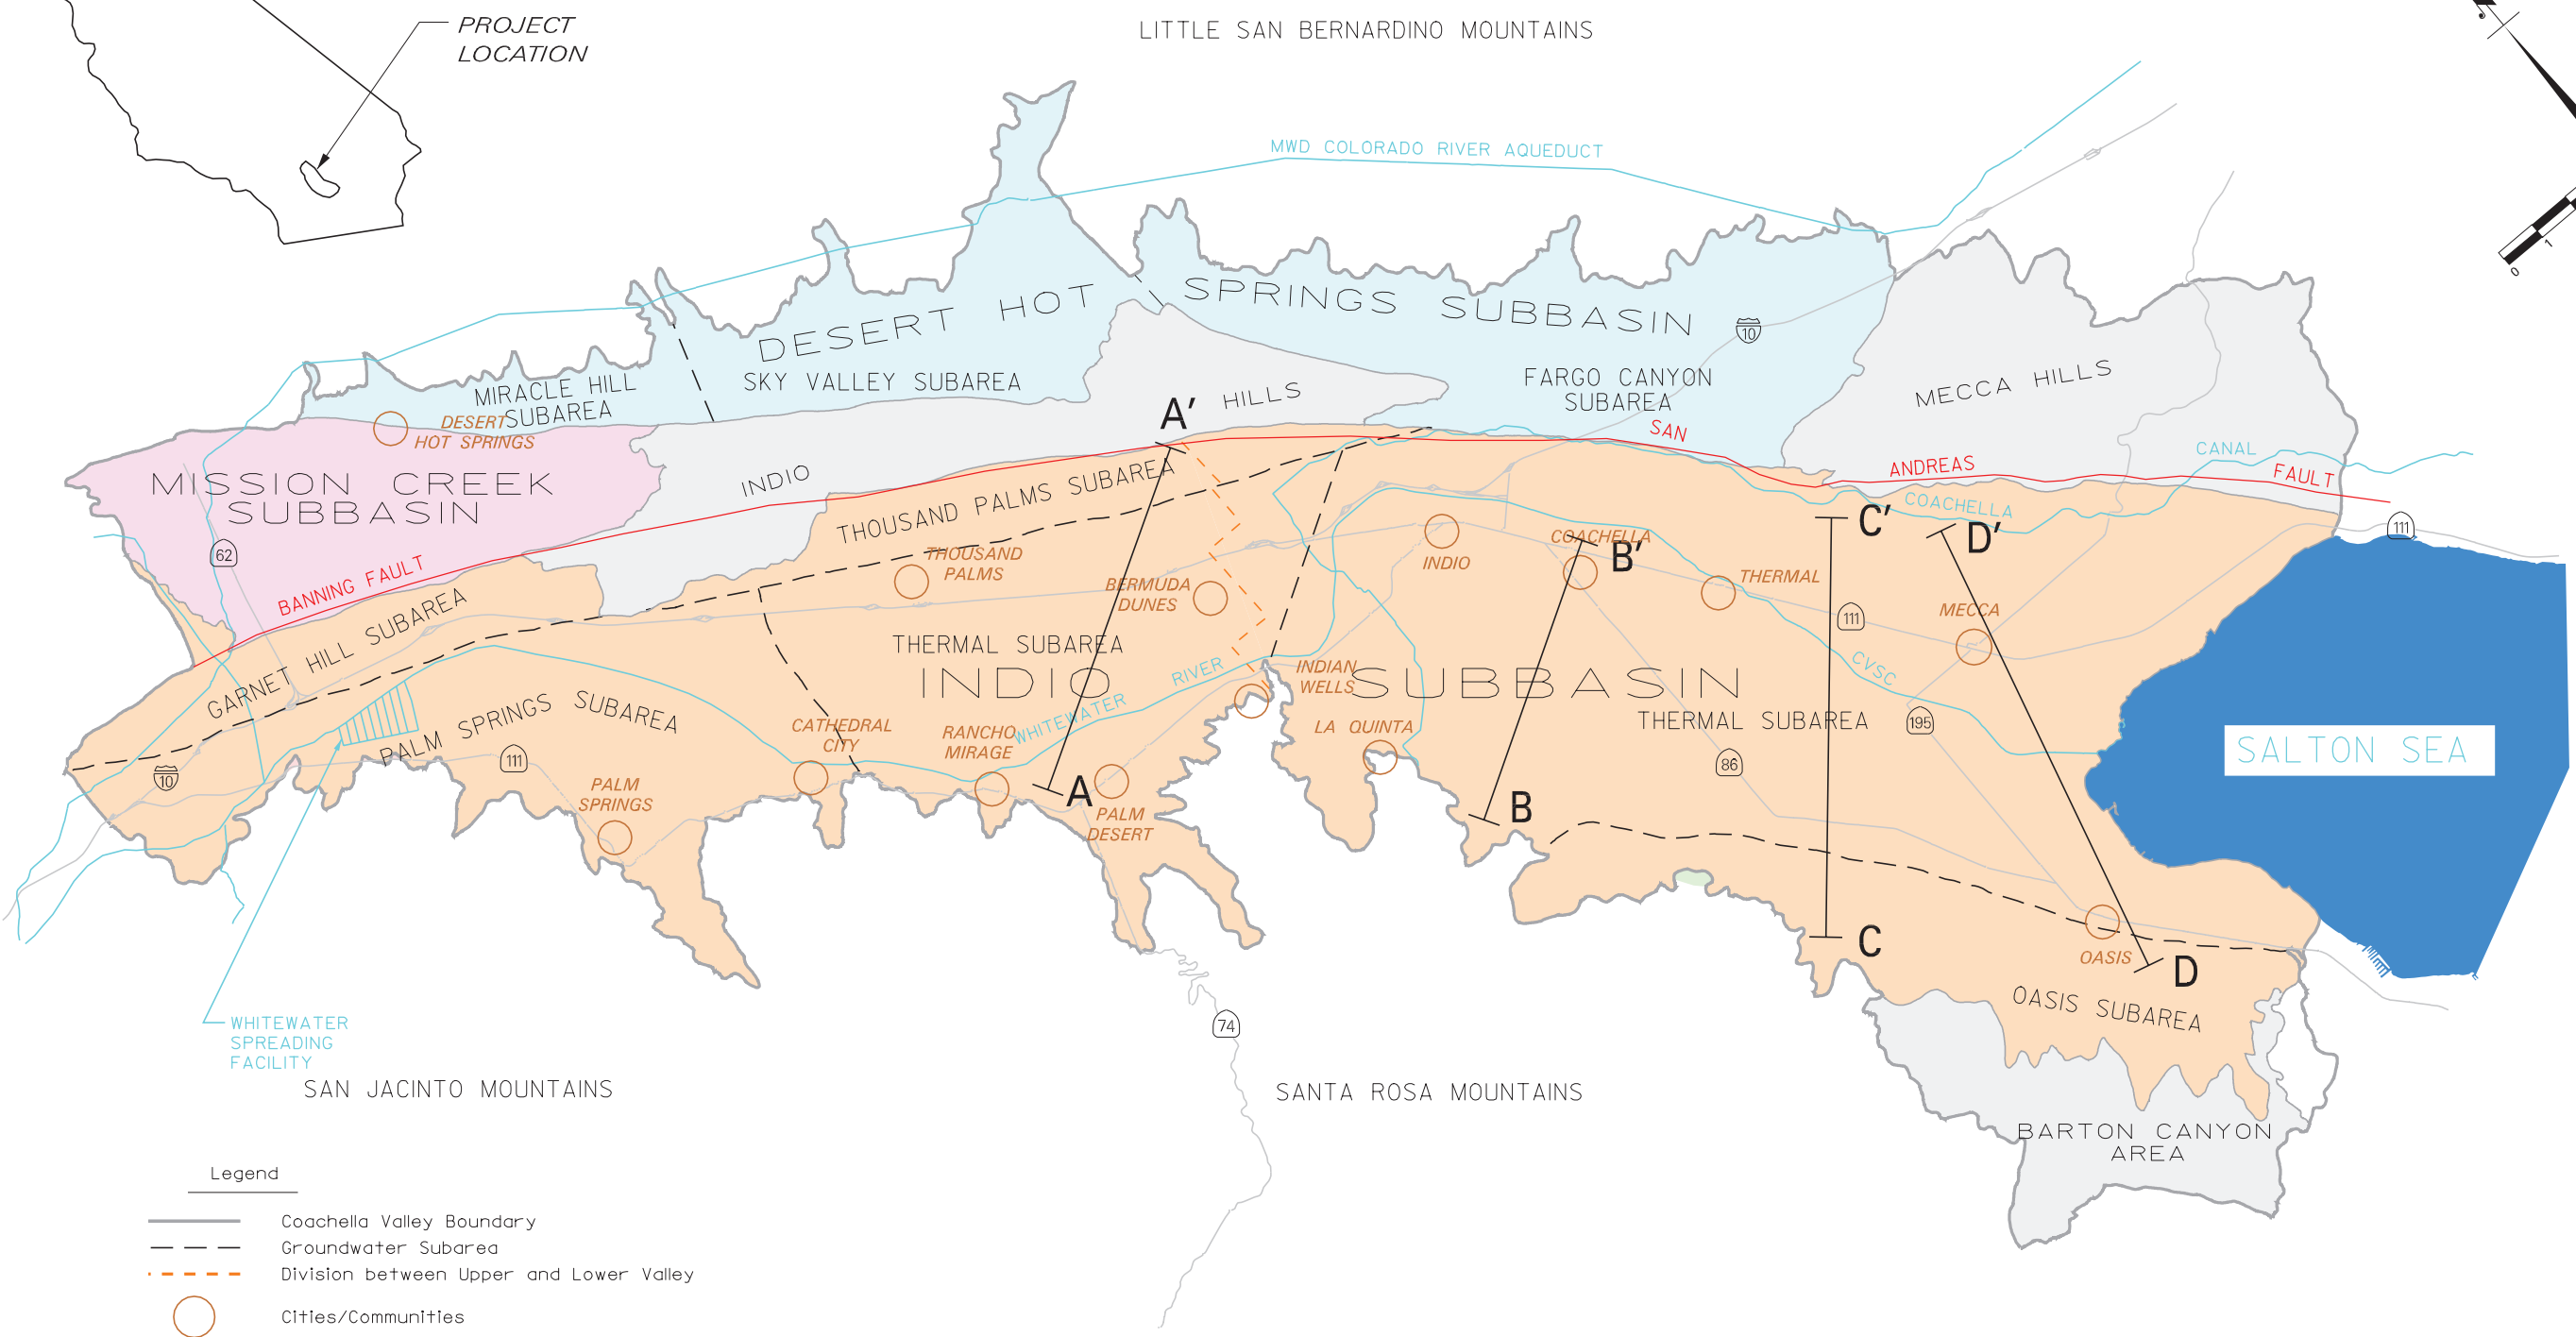 PROJECT
LOCATION
LITTLE SAN BERNARDINO MOUNTAINS
MWD COLORADO RIVER AQUEDUCT
DESERT HOT SPRINGS SUBBASIN
10
MIRACLE HILL
SUBAREA
SKY VALLEY SUBAREA
FARGO CANYON
SUBAREA
MECCA HILLS
DESERT
HOT SPRINGS
A'
INDIO HILLS
SAN ANDREAS FAULT
CANAL
MISSION CREEK
SUBBASIN
THOUSAND PALMS SUBAREA
COACHELLA
C'
D'
111
62
THOUSAND
PALMS
BERMUDA
DUNES
INDIO
COACHELLA
B'
THERMAL
BANNING FAULT
GARNET HILL SUBAREA
111
MECCA
THERMAL SUBAREA
INDIO SUBBASIN
INDIAN
WELLS
WHITEWATER RIVER
CVSC
PALM SPRINGS SUBAREA
CATHEDRAL
CITY
RANCHO
MIRAGE
LA QUINTA
THERMAL SUBAREA
195
SALTON SEA
10
111
86
PALM
SPRINGS
A
PALM
DESERT
B
C
OASIS
D
OASIS SUBAREA
74
WHITEWATER
SPREADING
FACILITY
SAN JACINTO MOUNTAINS
SANTA ROSA MOUNTAINS
BARTON CANYON
AREA
0
1
Legend
Coachella Valley Boundary
Groundwater Subarea
Division between Upper and Lower Valley
Cities/Communities